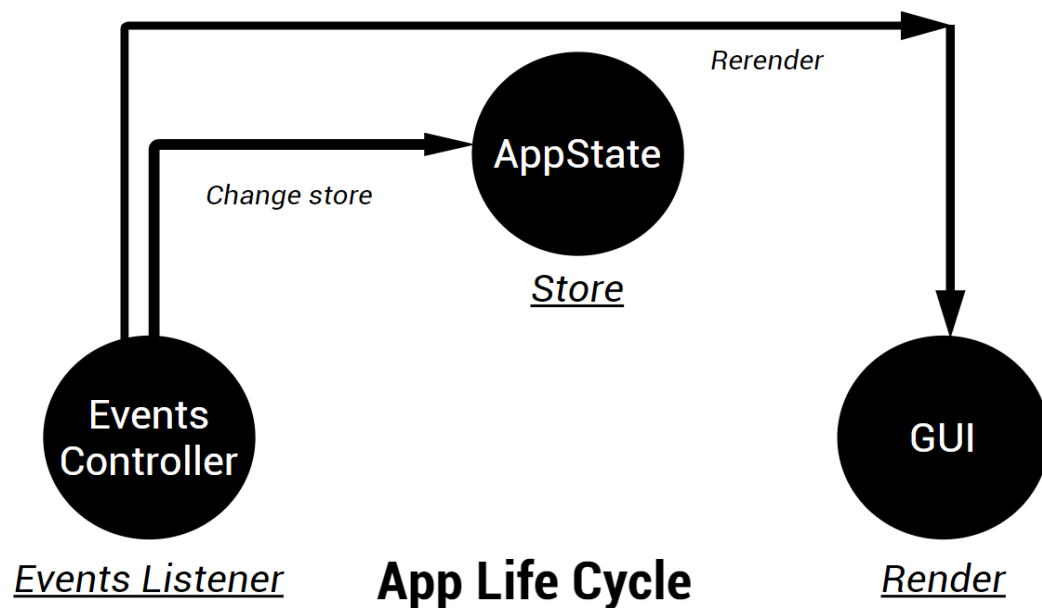 Rerender
AppState
Change store
Store
Events
Controller
GUI
Events Listener
App Life Cycle
Render